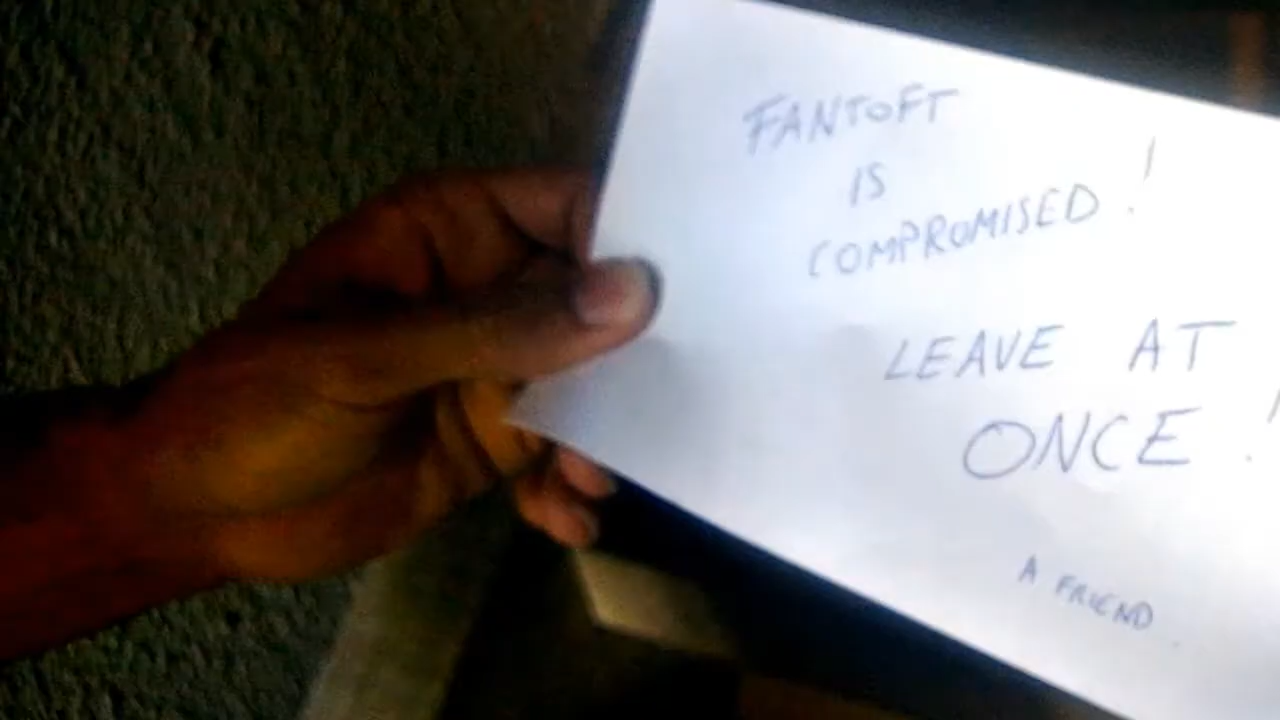 FANTOFT
IS
COMPROMISED!
LEAVE AT
ONCE!
A FRIEND